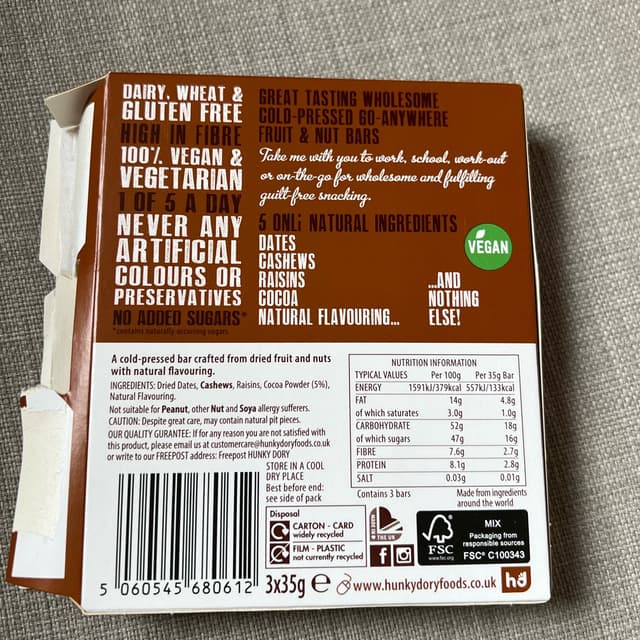 DAIRY, WHEAT &
GLUTEN FREE
HIGH IN FIBRE
100% VEGAN &
VEGETARIAN
1 OF 5 A DAY
NEVER ANY
ARTIFICIAL
COLOURS OR
PRESERVATIVES
NO ADDED SUGARS*
*contains naturally occurring sugars
GREAT TASTING WHOLESOME
COLD-PRESSED GO-ANYWHERE
FRUIT & NUT BARS
Take me with you to work, school, work-out
or on-the-go for wholesome and fulfilling
guilt-free snacking.
5 ONLi NATURAL INGREDIENTS
DATES
CASHEWS
RAISINS
COCOA
NATURAL FLAVOURING...
...AND
NOTHING
ELSE!
VEGAN
A cold-pressed bar crafted from dried fruit and nuts
with natural flavouring.
INGREDIENTS: Dried Dates, Cashews, Raisins, Cocoa Powder (5%),
Natural Flavouring.
Not suitable for Peanut, other Nut and Soya allergy sufferers.
CAUTION: Despite great care, may contain natural pit pieces.
OUR QUALITY GURANTEE: If for any reason you are not satisfied with
this product, please email us at customercare@hunkydoryfoods.co.uk
or write to our FREEPOST address: Freepost HUNKY DORY
STORE IN A COOL
DRY PLACE
Best before end:
see side of pack
NUTRITION INFORMATION
TYPICAL VALUES Per 100g Per 35g Bar
ENERGY 1591kJ/379kcal 557kJ/133kcal
FAT 14g 4.8g
of which saturates 3.0g 1.0g
CARBOHYDRATE 52g 18g
of which sugars 47g 16g
FIBRE 7.6g 2.7g
PROTEIN 8.1g 2.8g
SALT 0.03g 0.01g
Contains 3 bars
Made from ingredients
around the world
Disposal
CARTON - CARD
widely recycled
FILM - PLASTIC
not currently recycled
THE UK
FSC
www.fsc.org
MIX
Packaging from
responsible sources
FSC® C100343
5 060545 680612
3x35g e
www.hunkydoryfoods.co.uk
hd